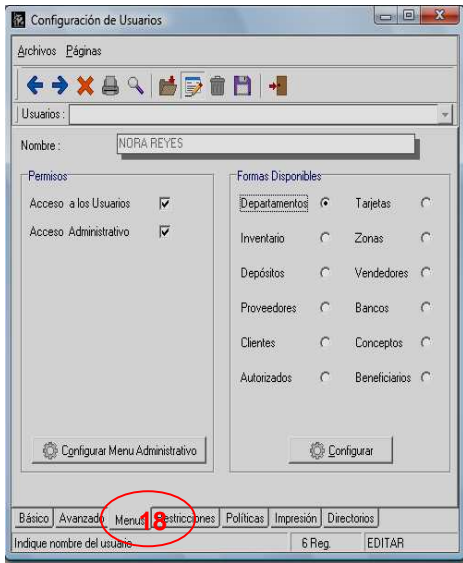 Configuración de Usuarios
Archivos Páginas
Usuarios :
Nombre : NORA REYES
Permisos
Formas Disponibles
Acceso a los Usuarios
Departamentos Tarjetas
Acceso Administrativo
Inventario Zonas
Depósitos Vendedores
Proveedores Bancos
Clientes Conceptos
Autorizados Beneficiarios
Configurar Menu Administrativo
Configurar
Básico Avanzado Menus 18 Restricciones Políticas Impresión Directorios
Indique nombre del usuario 6 Reg. EDITAR